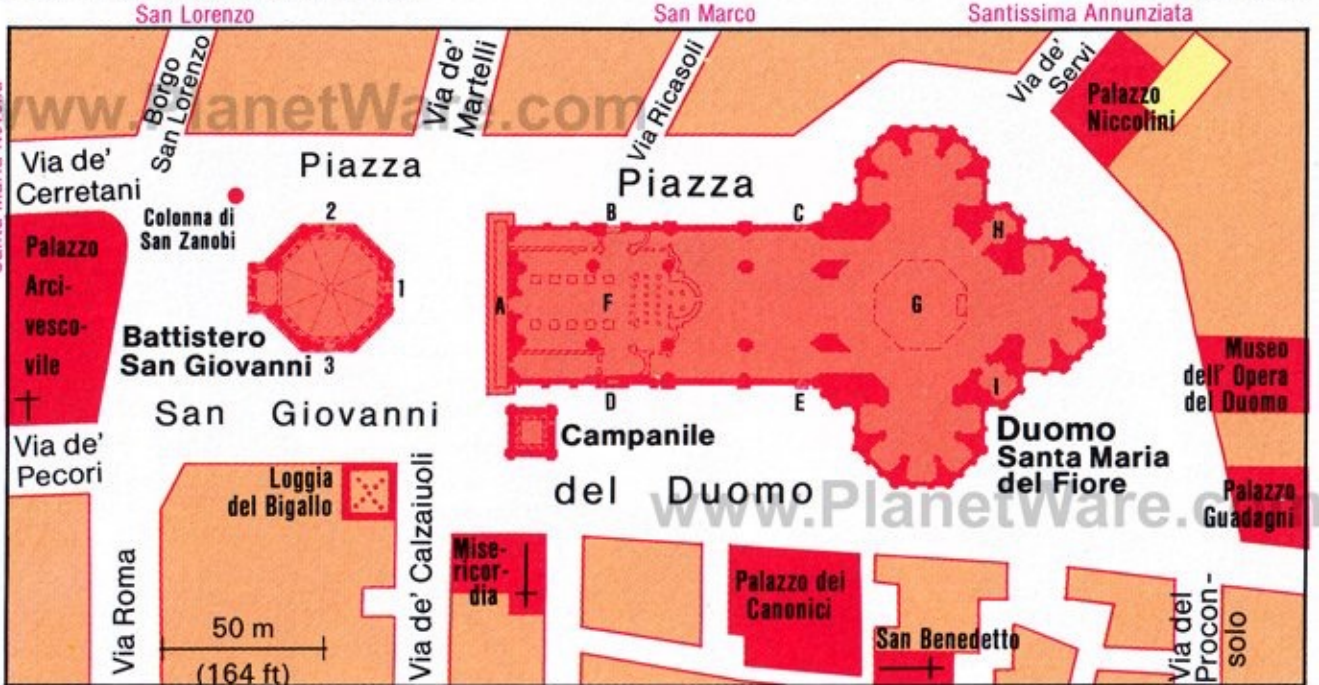 San Lorenzo
San Marco
Santissima Annunziata
Borgo
San Lorenzo
Via de'
Martelli
Via Ricasoli
Via de'
Servi
Palazzo
Niccolini
www.PlanetWare.com
Via de'
Cerretani
Piazza
Piazza
Colonna di
San Zanobi
2
B
C
H
Palazzo
Arci-
vesco-
vile
1
A
F
G
Battistero
San Giovanni
3
Museo
dell' Opera
del Duomo
I
D
E
San Giovanni
Campanile
Duomo
Santa Maria
del Fiore
Via de'
Pecori
Loggia
del Bigallo
del Duomo
www.PlanetWare.c
Palazzo
Guadagni
Via Roma
Via de' Calzaiuoli
Mise-
ricor-
dia
Palazzo dei
Canonici
San Benedetto
Via del
Procon-
solo
50 m
(164 ft)